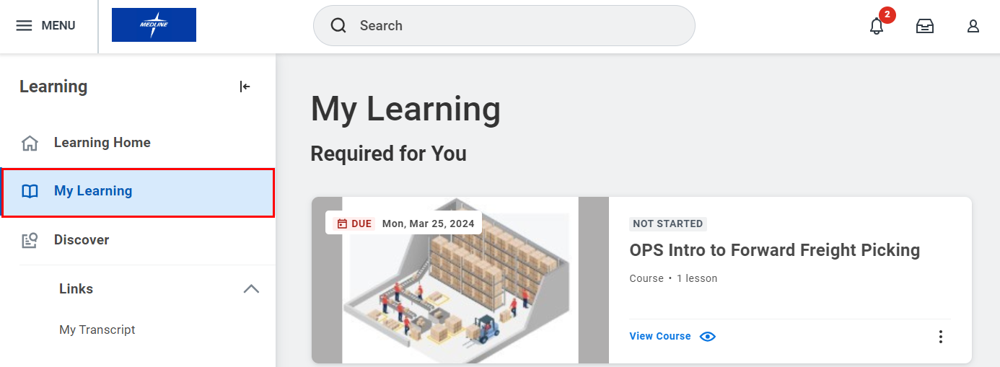 MENU
MEDLINE
Search
2
Learning
Learning Home
My Learning
Discover
Links
My Transcript
My Learning
Required for You
DUE Mon, Mar 25, 2024
NOT STARTED
OPS Intro to Forward Freight Picking
Course • 1 lesson
View Course